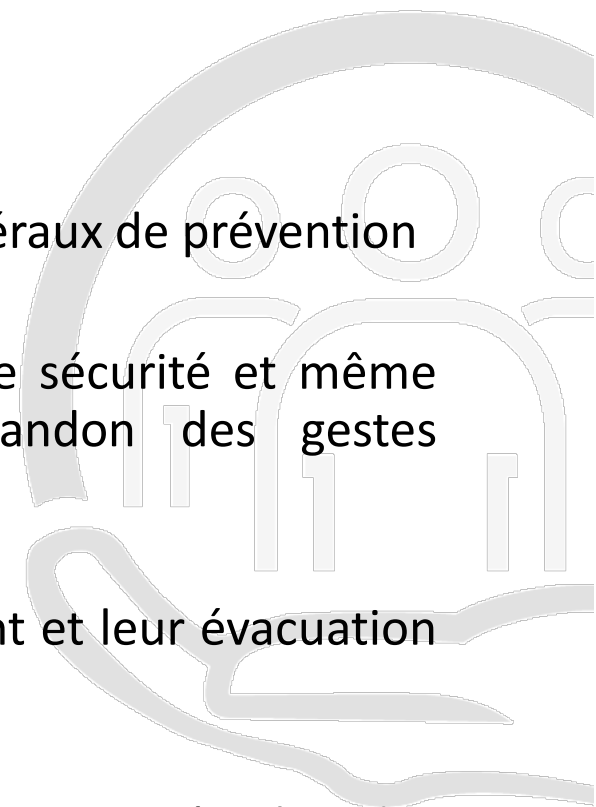 éraux de prévention
e sécurité et même
andon des gestes
nt et leur évacuation